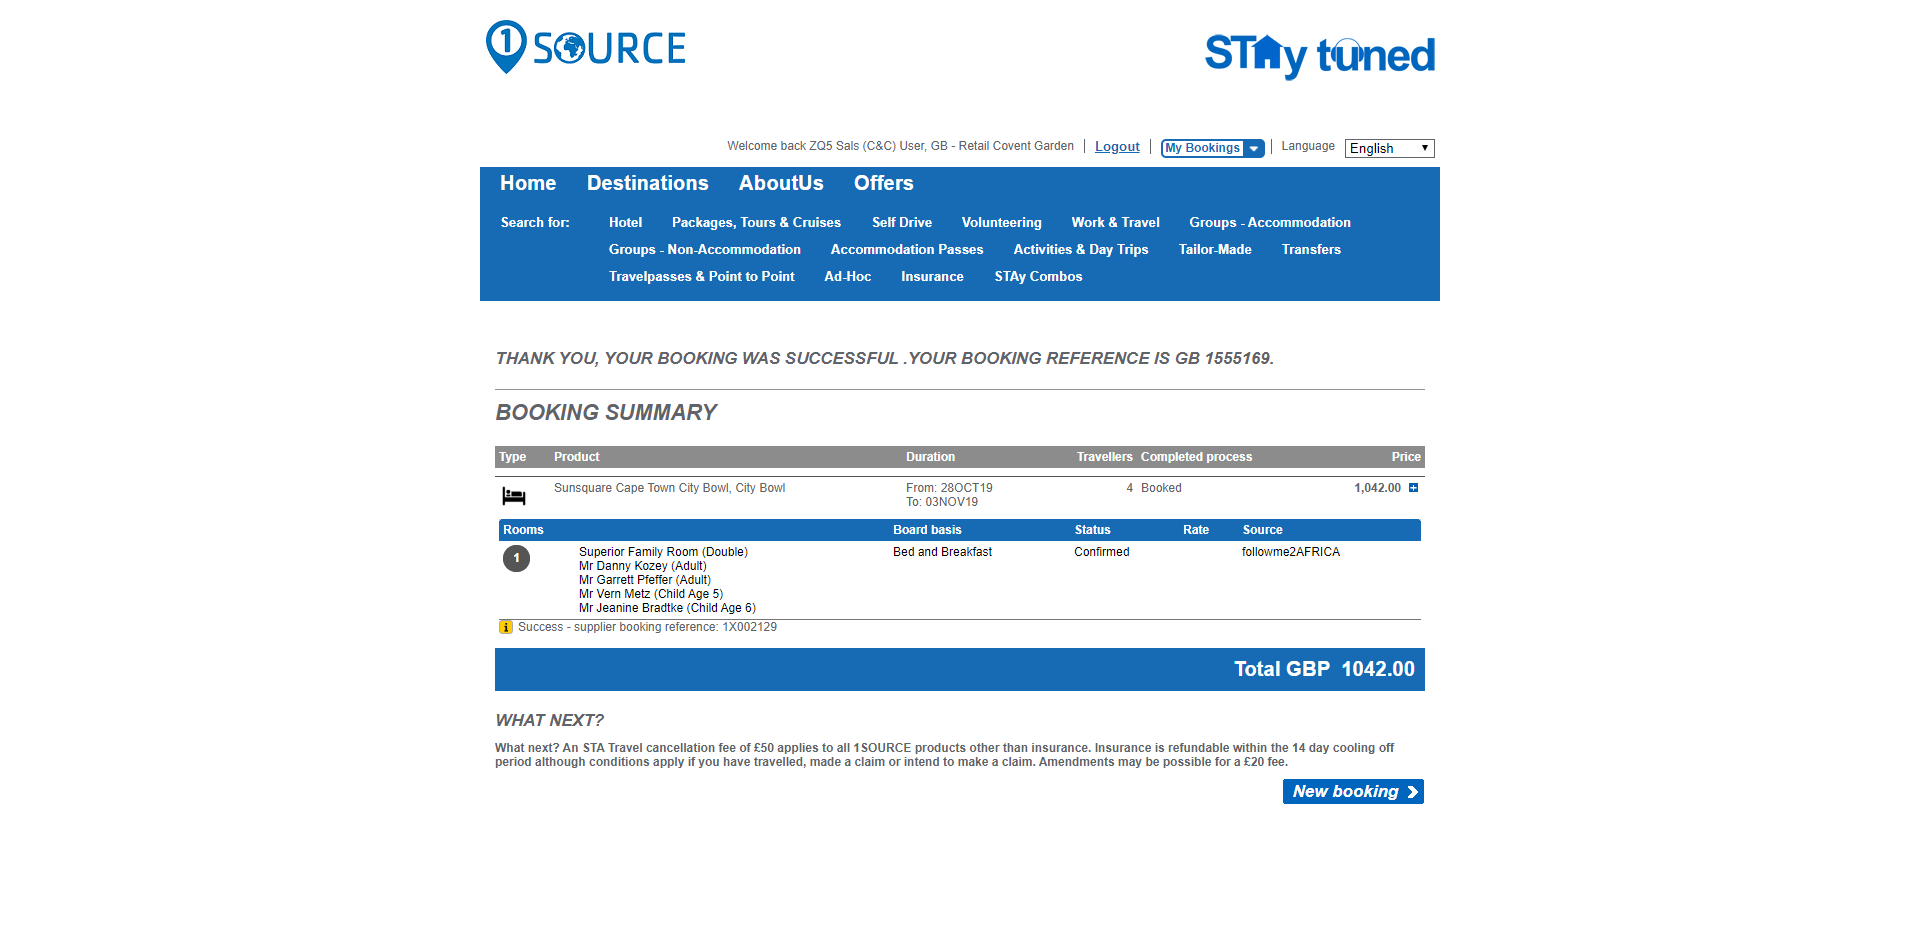 1 SOURCE
STAy tuned
Welcome back ZQ5 Sals (C&C) User, GB - Retail Covent Garden | Logout | My Bookings | Language English
Home Destinations AboutUs Offers
Search for: Hotel Packages, Tours & Cruises Self Drive Volunteering Work & Travel Groups - Accommodation
Groups - Non-Accommodation Accommodation Passes Activities & Day Trips Tailor-Made Transfers
Travelpasses & Point to Point Ad-Hoc Insurance STAy Combos
THANK YOU, YOUR BOOKING WAS SUCCESSFUL .YOUR BOOKING REFERENCE IS GB 1555169.
BOOKING SUMMARY
Type Product Duration Travellers Completed process Price
Sunsquare Cape Town City Bowl, City Bowl From: 28OCT19 4 Booked 1,042.00
To: 03NOV19
Rooms Board basis Status Rate Source
1 Superior Family Room (Double) Bed and Breakfast Confirmed followme2AFRICA
Mr Danny Kozey (Adult)
Mr Garrett Pfeffer (Adult)
Mr Vern Metz (Child Age 5)
Mr Jeanine Bradtke (Child Age 6)
i Success - supplier booking reference: 1X002129
Total GBP 1042.00
WHAT NEXT?
What next? An STA Travel cancellation fee of £50 applies to all 1SOURCE products other than insurance. Insurance is refundable within the 14 day cooling off
period although conditions apply if you have travelled, made a claim or intend to make a claim. Amendments may be possible for a £20 fee.
New booking